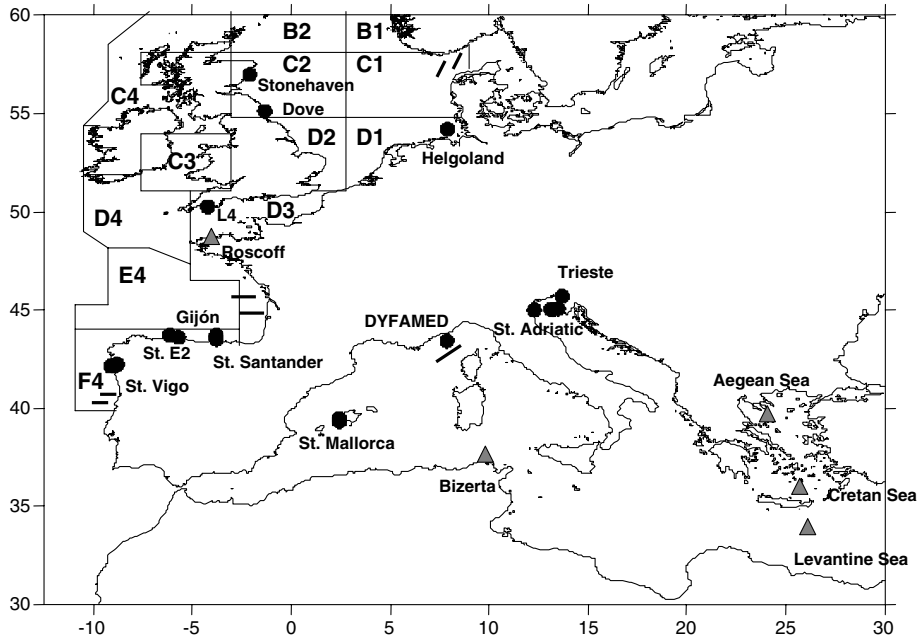 60
B2
B1
C2
C1
Stonehaven
C4
55
Dove
D2
D1
C3
Helgoland
50
D4
L4
D3
Roscoff
E4
Trieste
45
Gijón
DYFAMED
St. Adriatic
St. E2
St. Santander
F4
St. Vigo
Aegean Sea
40
St. Mallorca
Bizerta
Cretan Sea
35
Levantine Sea
30
-10 -5 0 5 10 15 20 25 30